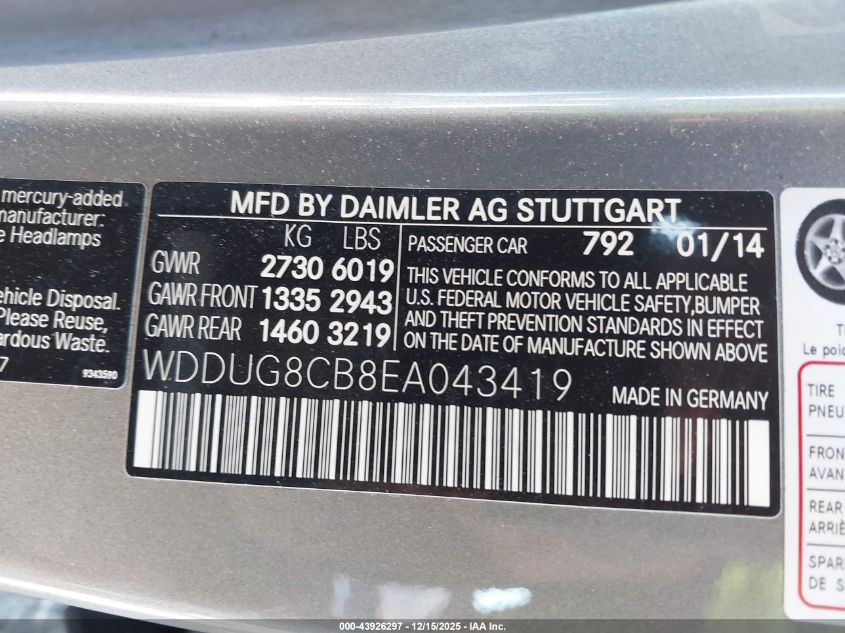 mercury-added
manufacturer:
e Headlamps
ehicle Disposal.
Please Reuse,
ardous Waste.
7
9343590
MFD BY DAIMLER AG STUTTGART
KG LBS
GVWR 2730 6019
GAWR FRONT 1335 2943
GAWR REAR 1460 3219
PASSENGER CAR 792 01/14
THIS VEHICLE CONFORMS TO ALL APPLICABLE
U.S. FEDERAL MOTOR VEHICLE SAFETY,BUMPER
AND THEFT PREVENTION STANDARDS IN EFFECT
ON THE DATE OF MANUFACTURE SHOWN ABOVE.
WDDUG8CB8EA043419
MADE IN GERMANY
T
Le poid
TIRE
PNEU
FRON
AVAN
REAR
ARRIÈ
SPAR
DE S
000-43926297 - 12/15/2025 - IAA Inc.